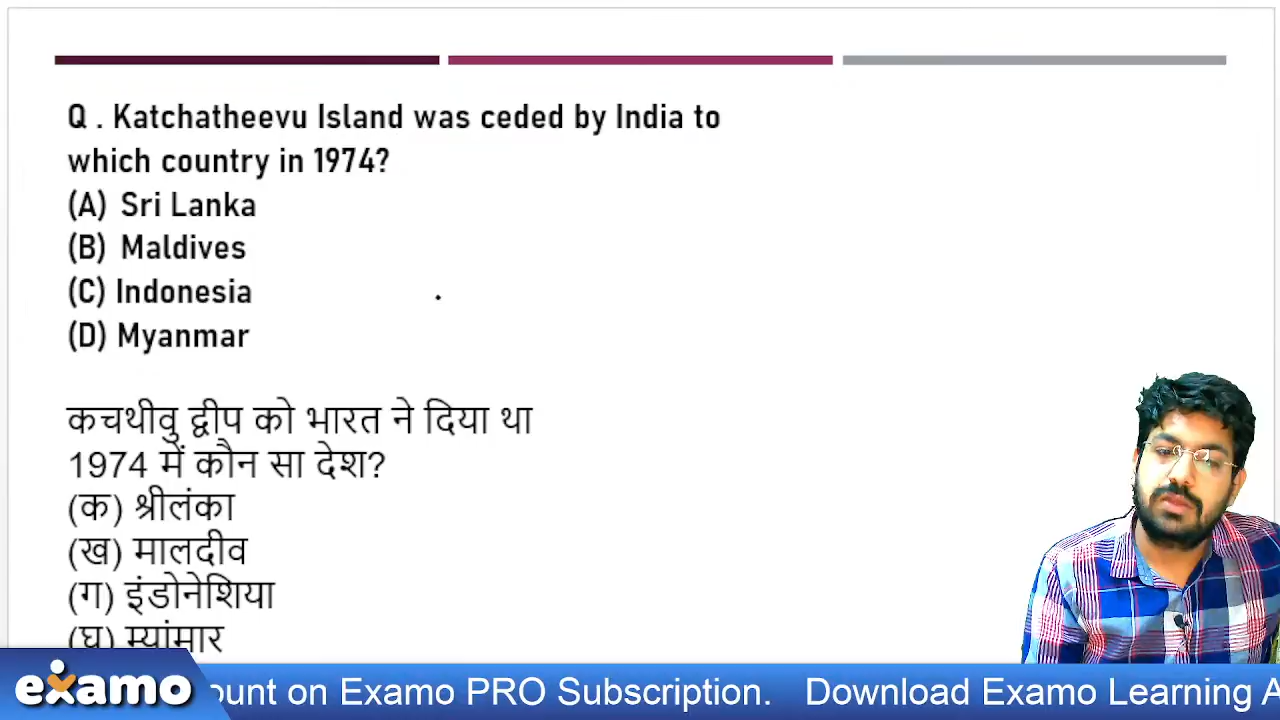 Q . Katchatheevu Island was ceded by India to
which country in 1974?
(A) Sri Lanka
(B) Maldives
(C) Indonesia
(D) Myanmar
कचथीवु द्वीप को भारत ने दिया था
1974 में कौन सा देश?
(क) श्रीलंका
(ख) मालदीव
(ग) इंडोनेशिया
(घ) म्यांमार
examo
ount on Examo PRO Subscription. Download Examo Learning A